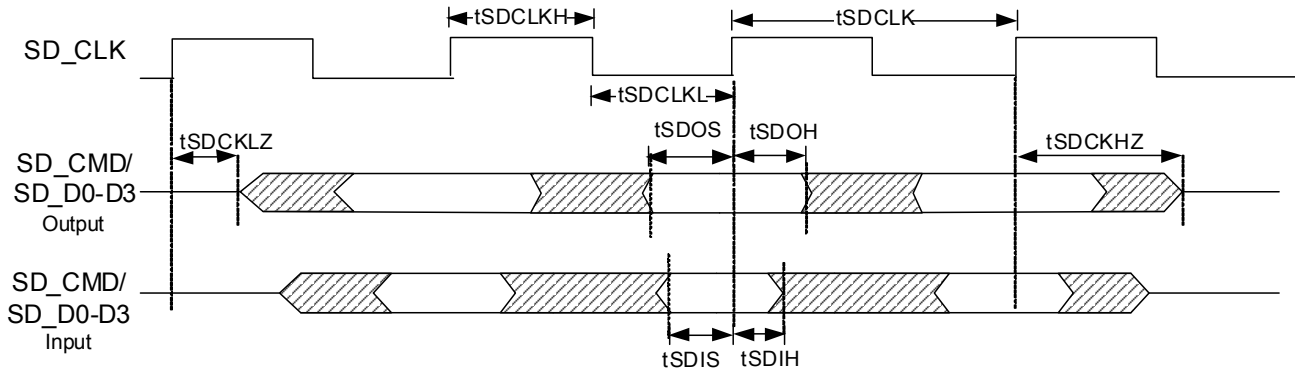 tSDCLKH
tSDCLK
SD_CLK
tSDCLKL
tSDCKLZ
tSDOS
tSDOH
tSDCKHZ
SD_CMD/
SD_D0-D3
Output
SD_CMD/
SD_D0-D3
Input
tSDIS
tSDIH